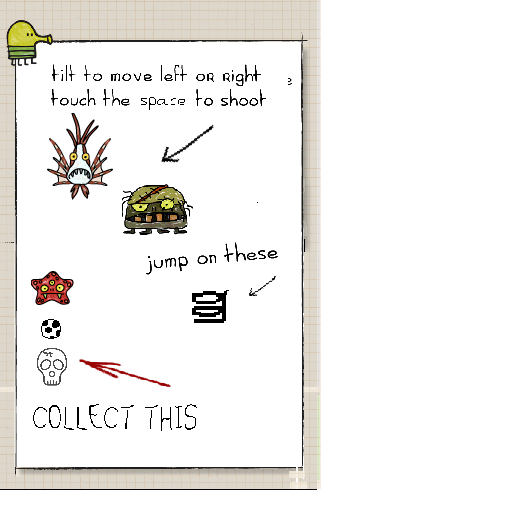 tilt to move left or right
touch the space to shoot
jump on these
COLLECT THIS